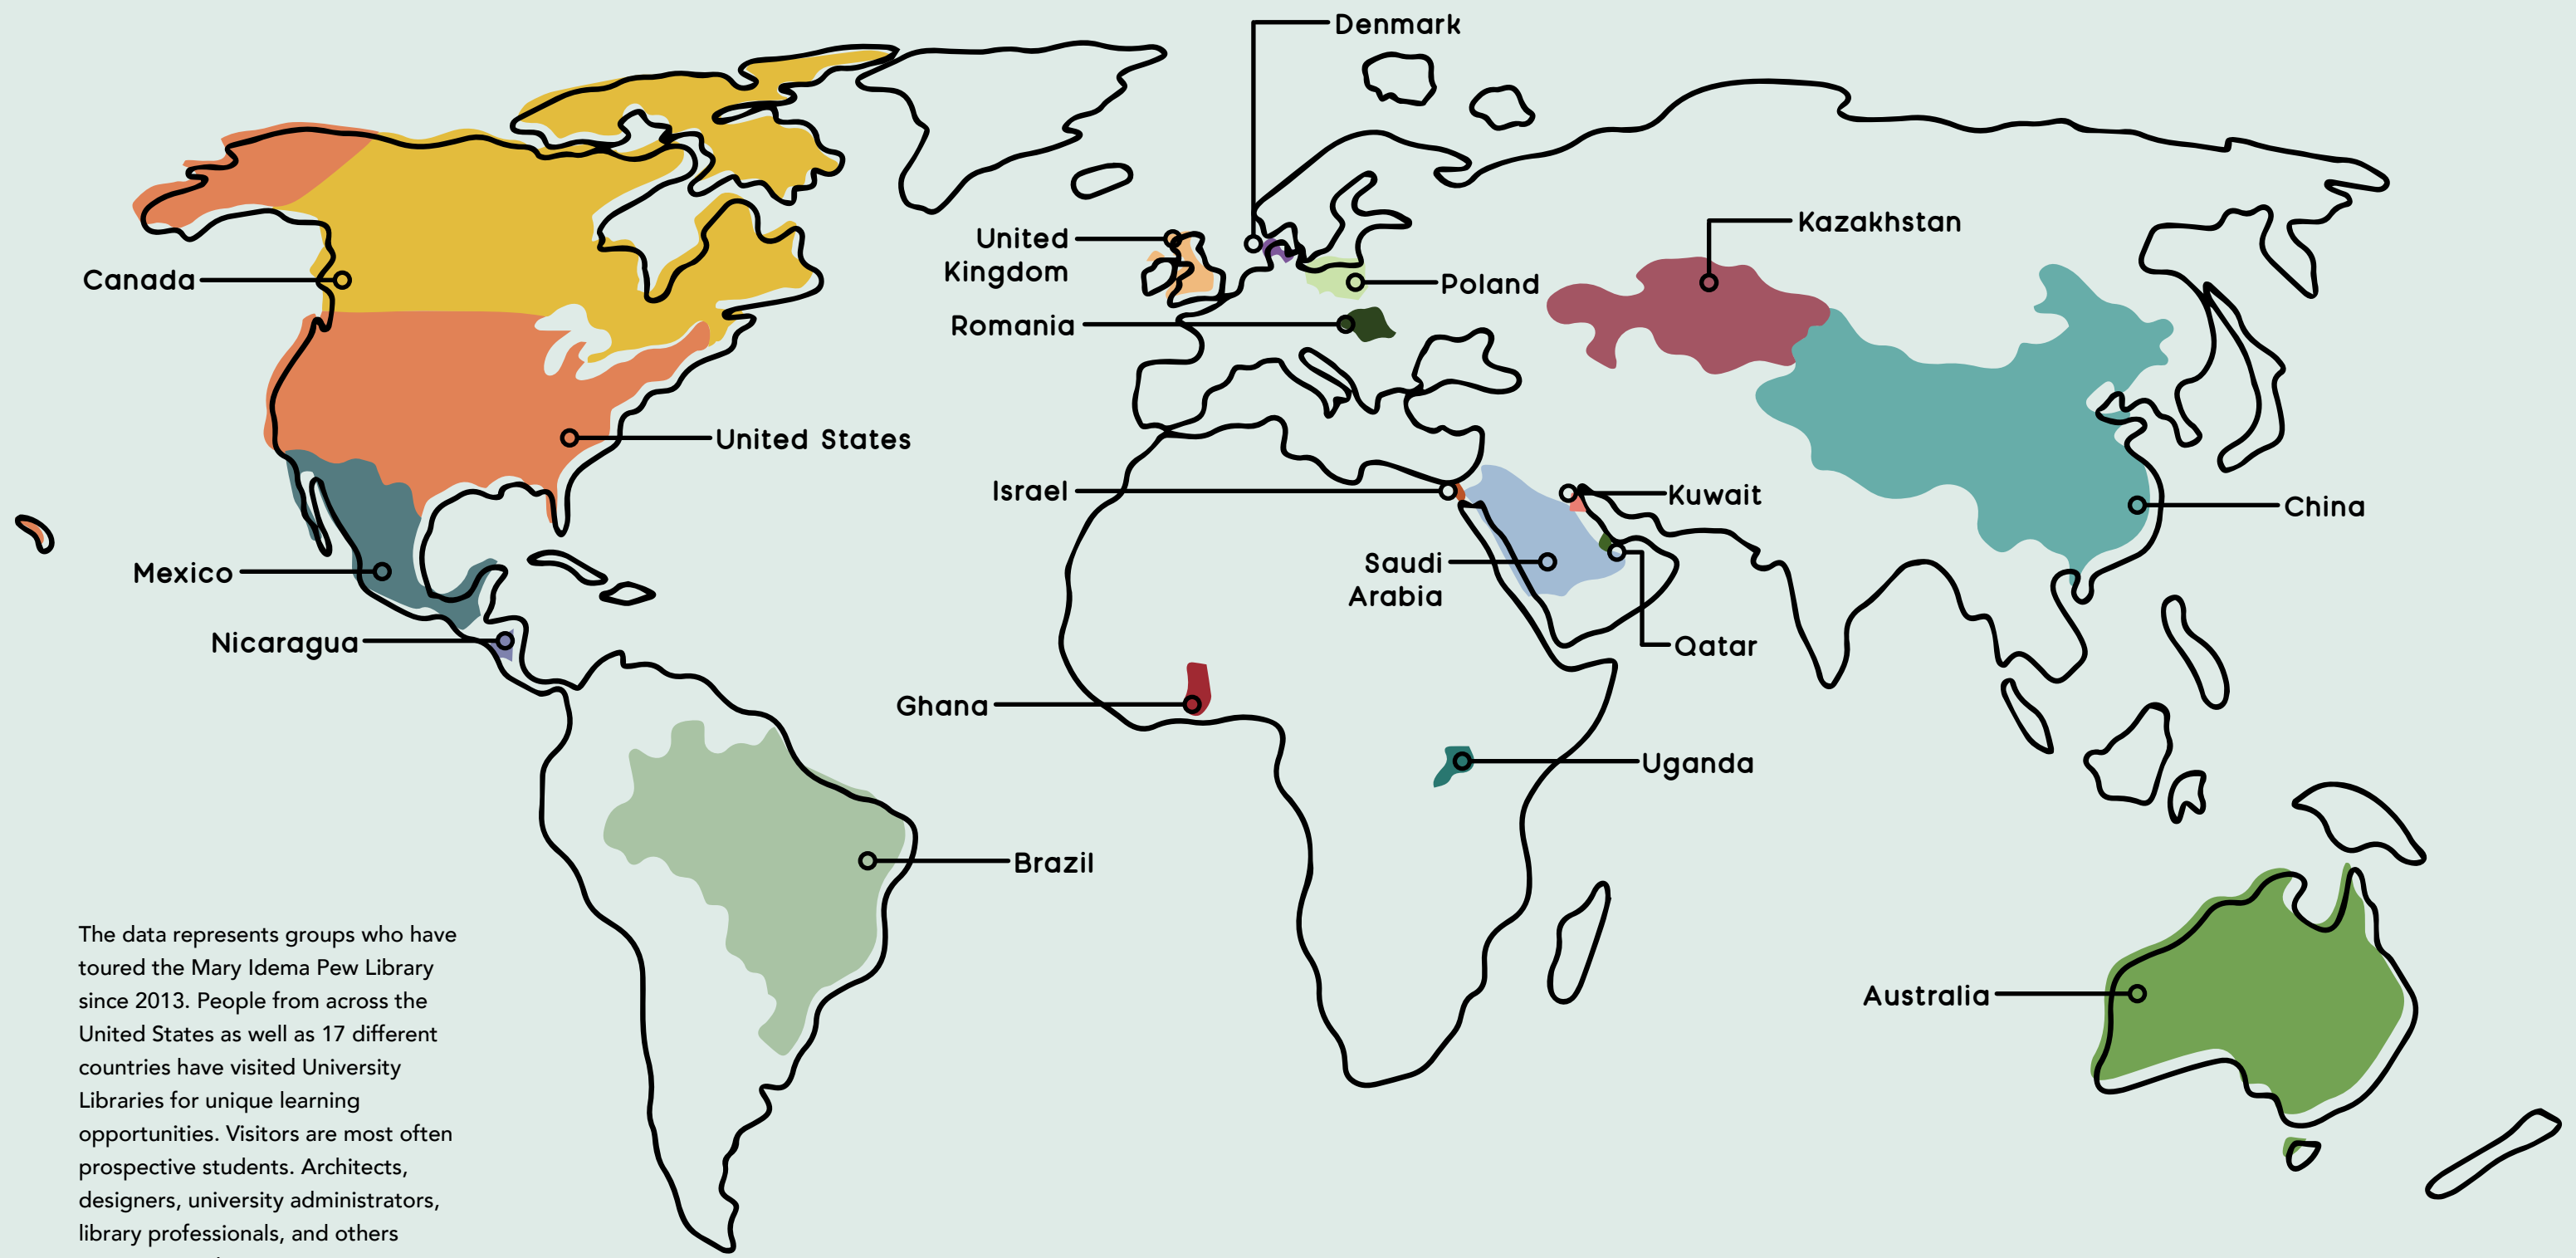 Denmark
Kazakhstan
United
Kingdom
Canada
Poland
Romania
United States
Israel
Kuwait
China
Mexico
Saudi
Arabia
Nicaragua
Qatar
Ghana
Uganda
Brazil
Australia
The data represents groups who have
toured the Mary Idema Pew Library
since 2013. People from across the
United States as well as 17 different
countries have visited University
Libraries for unique learning
opportunities. Visitors are most often
prospective students. Architects,
designers, university administrators,
library professionals, and others